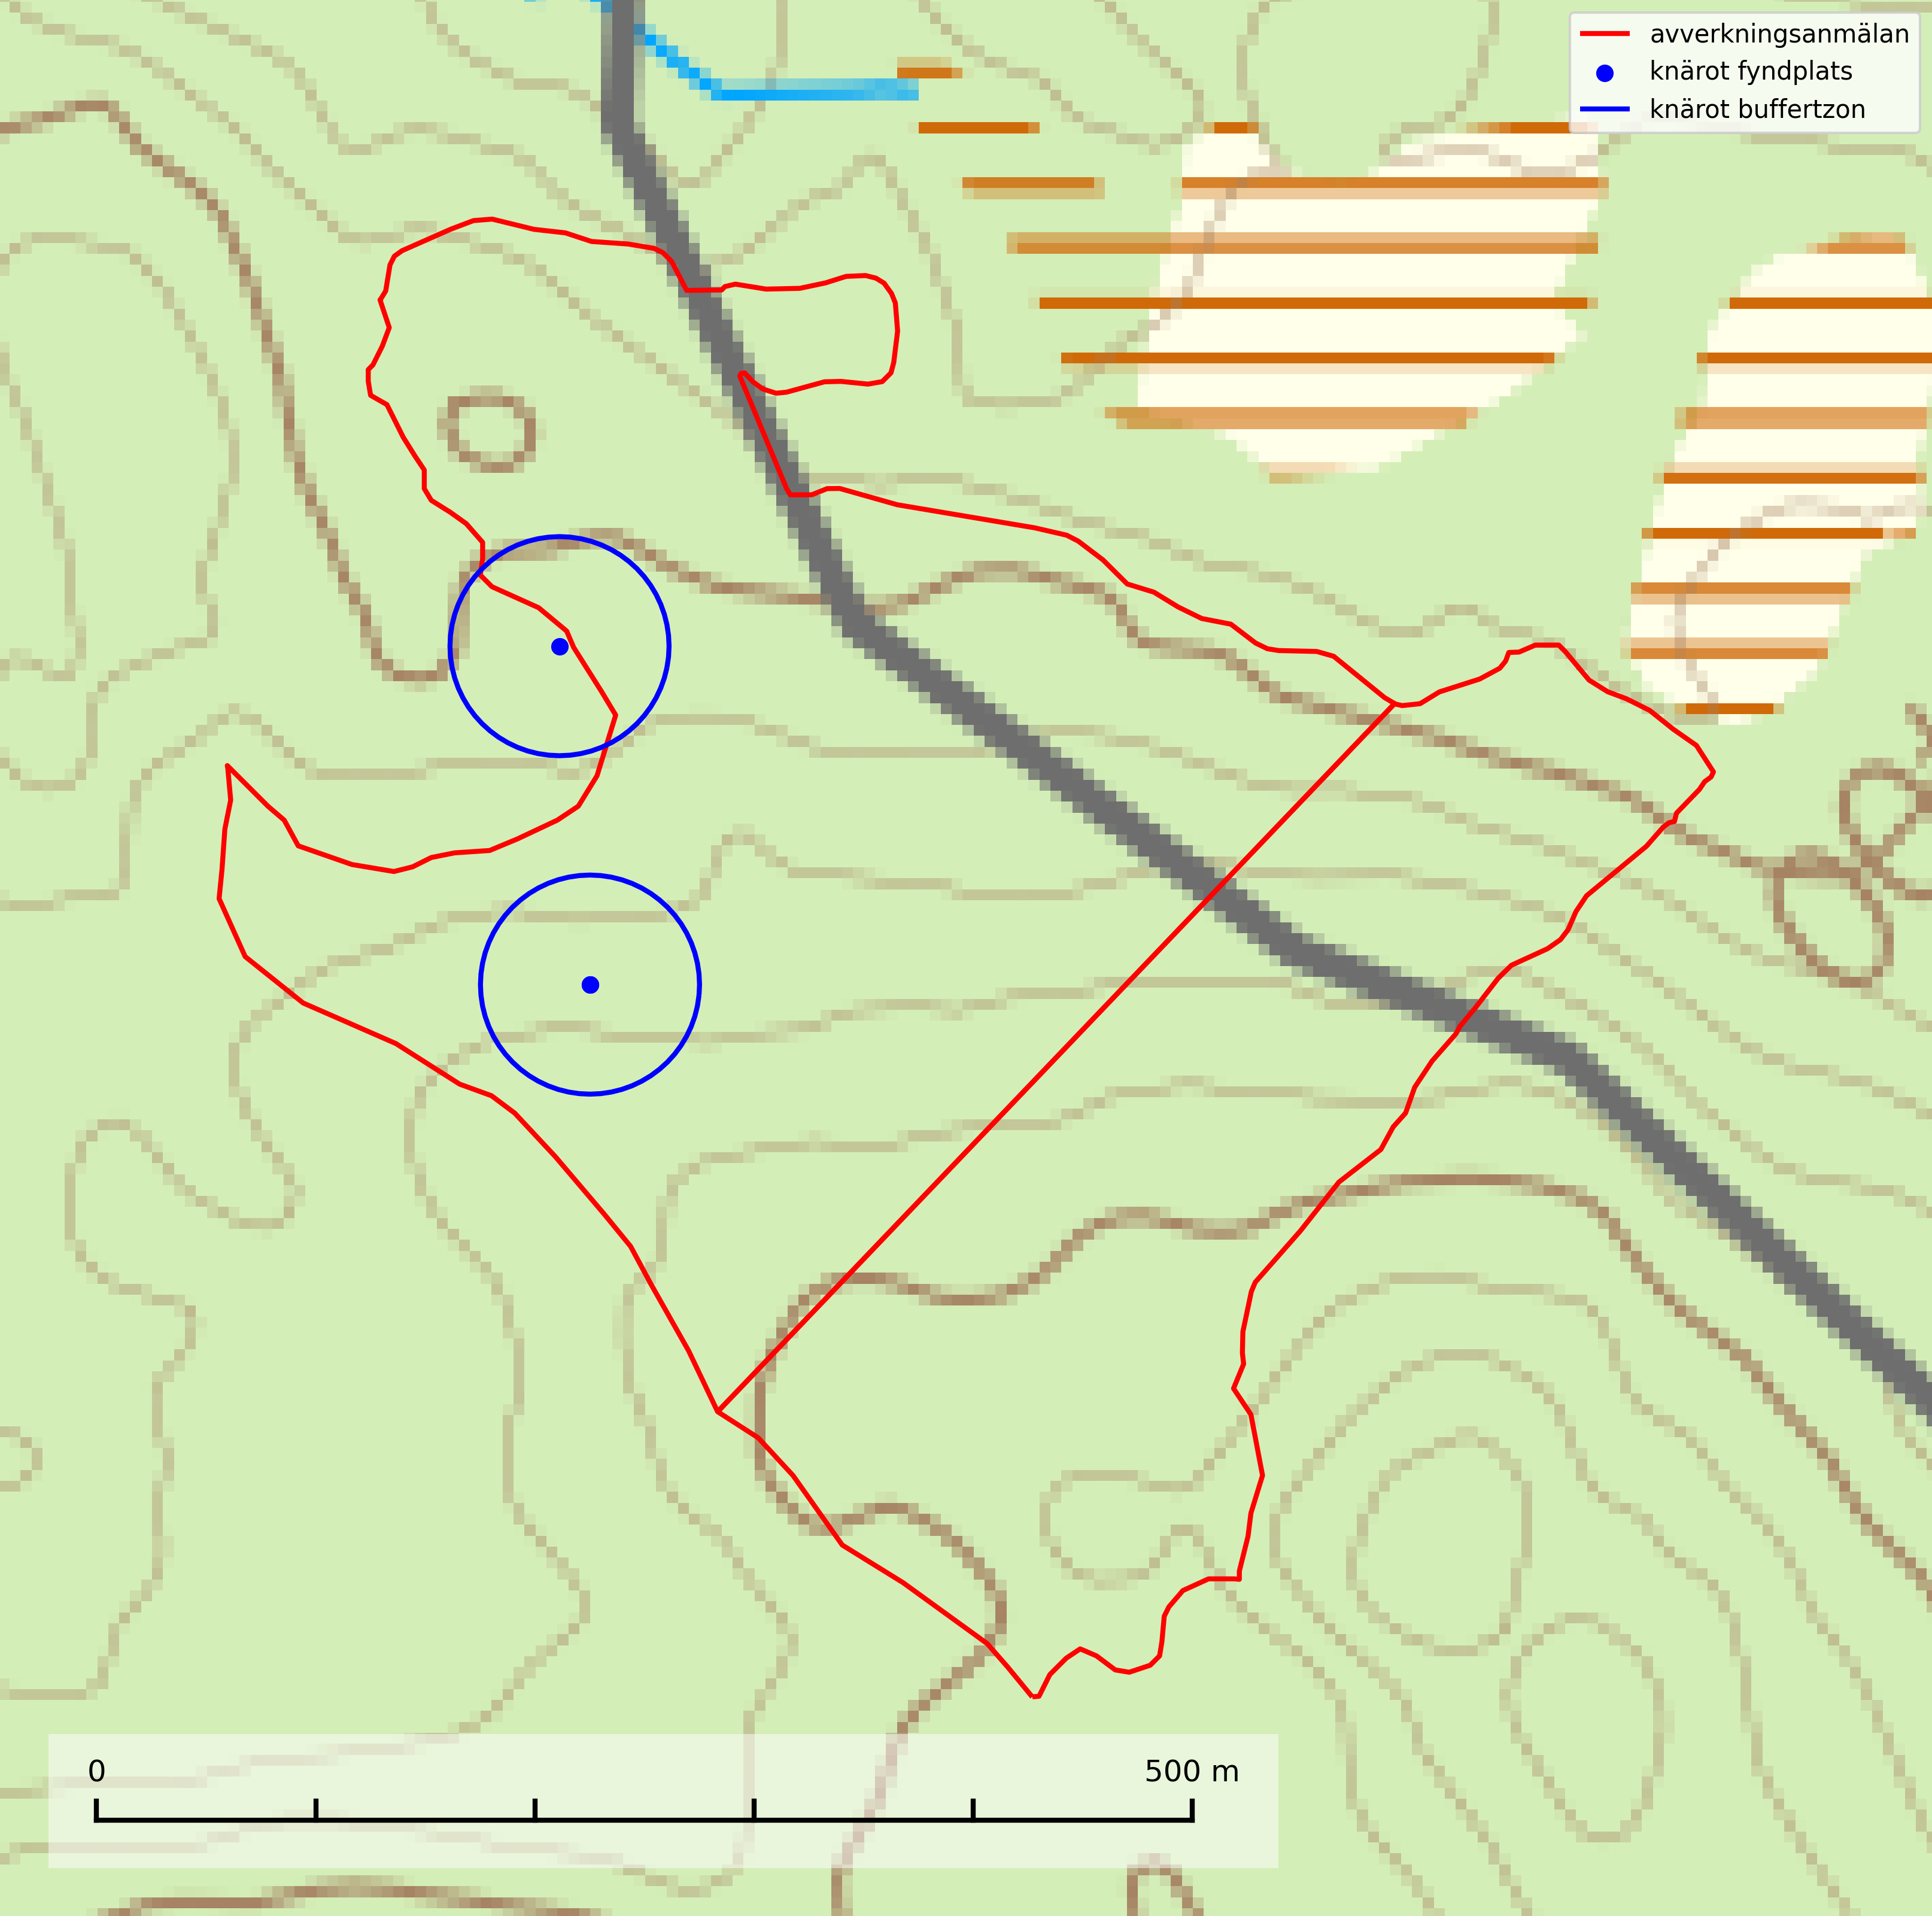 avverkningsanmälan
knärot fyndplats
knärot buffertzon
0 500 m